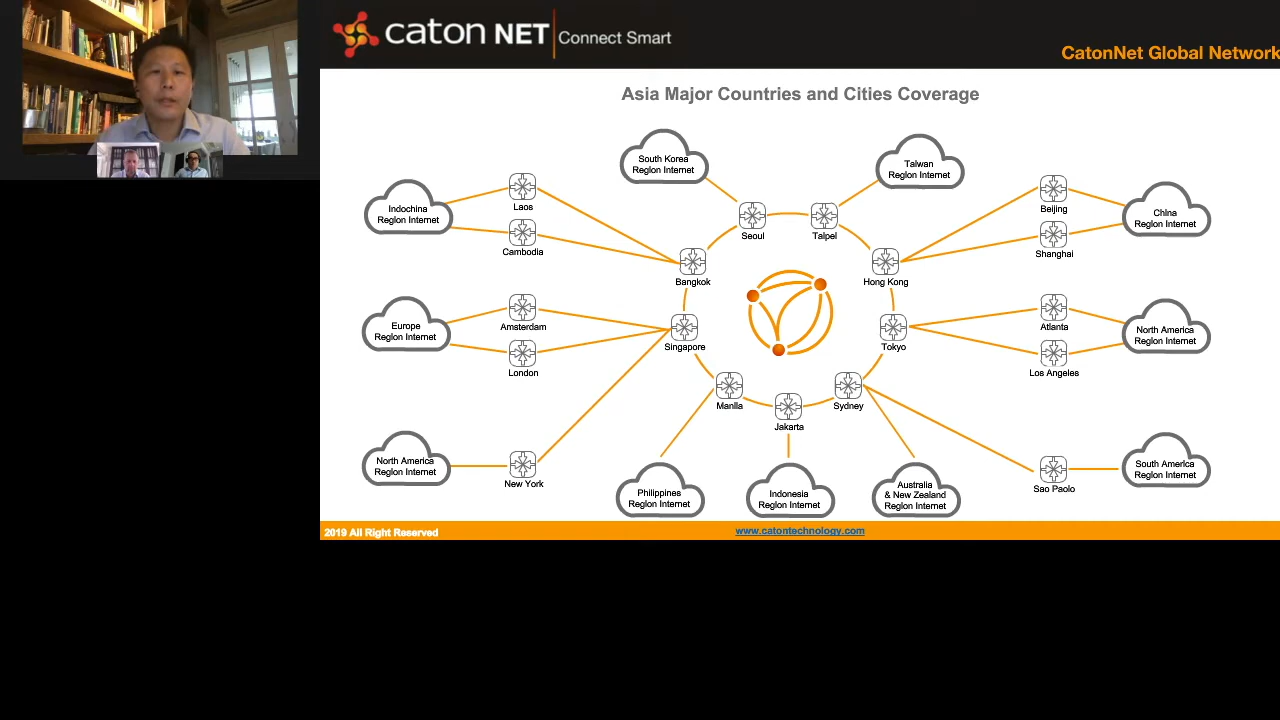 caton NET Connect Smart
CatonNet Global Network
Asia Major Countries and Cities Coverage
South Korea
Region Internet
Taiwan
Region Internet
Indochina
Region Internet
Laos
Cambodia
Seoul
Taipei
Beijing
Shanghai
China
Region Internet
Bangkok
Hong Kong
Europe
Region Internet
Amsterdam
London
Singapore
Tokyo
Atlanta
Los Angeles
North America
Region Internet
Manila
Jakarta
Sydney
North America
Region Internet
New York
Philippines
Region Internet
Indonesia
Region Internet
Australia
& New Zealand
Region Internet
Sao Paolo
South America
Region Internet
2019 All Right Reserved
www.catontechnology.com